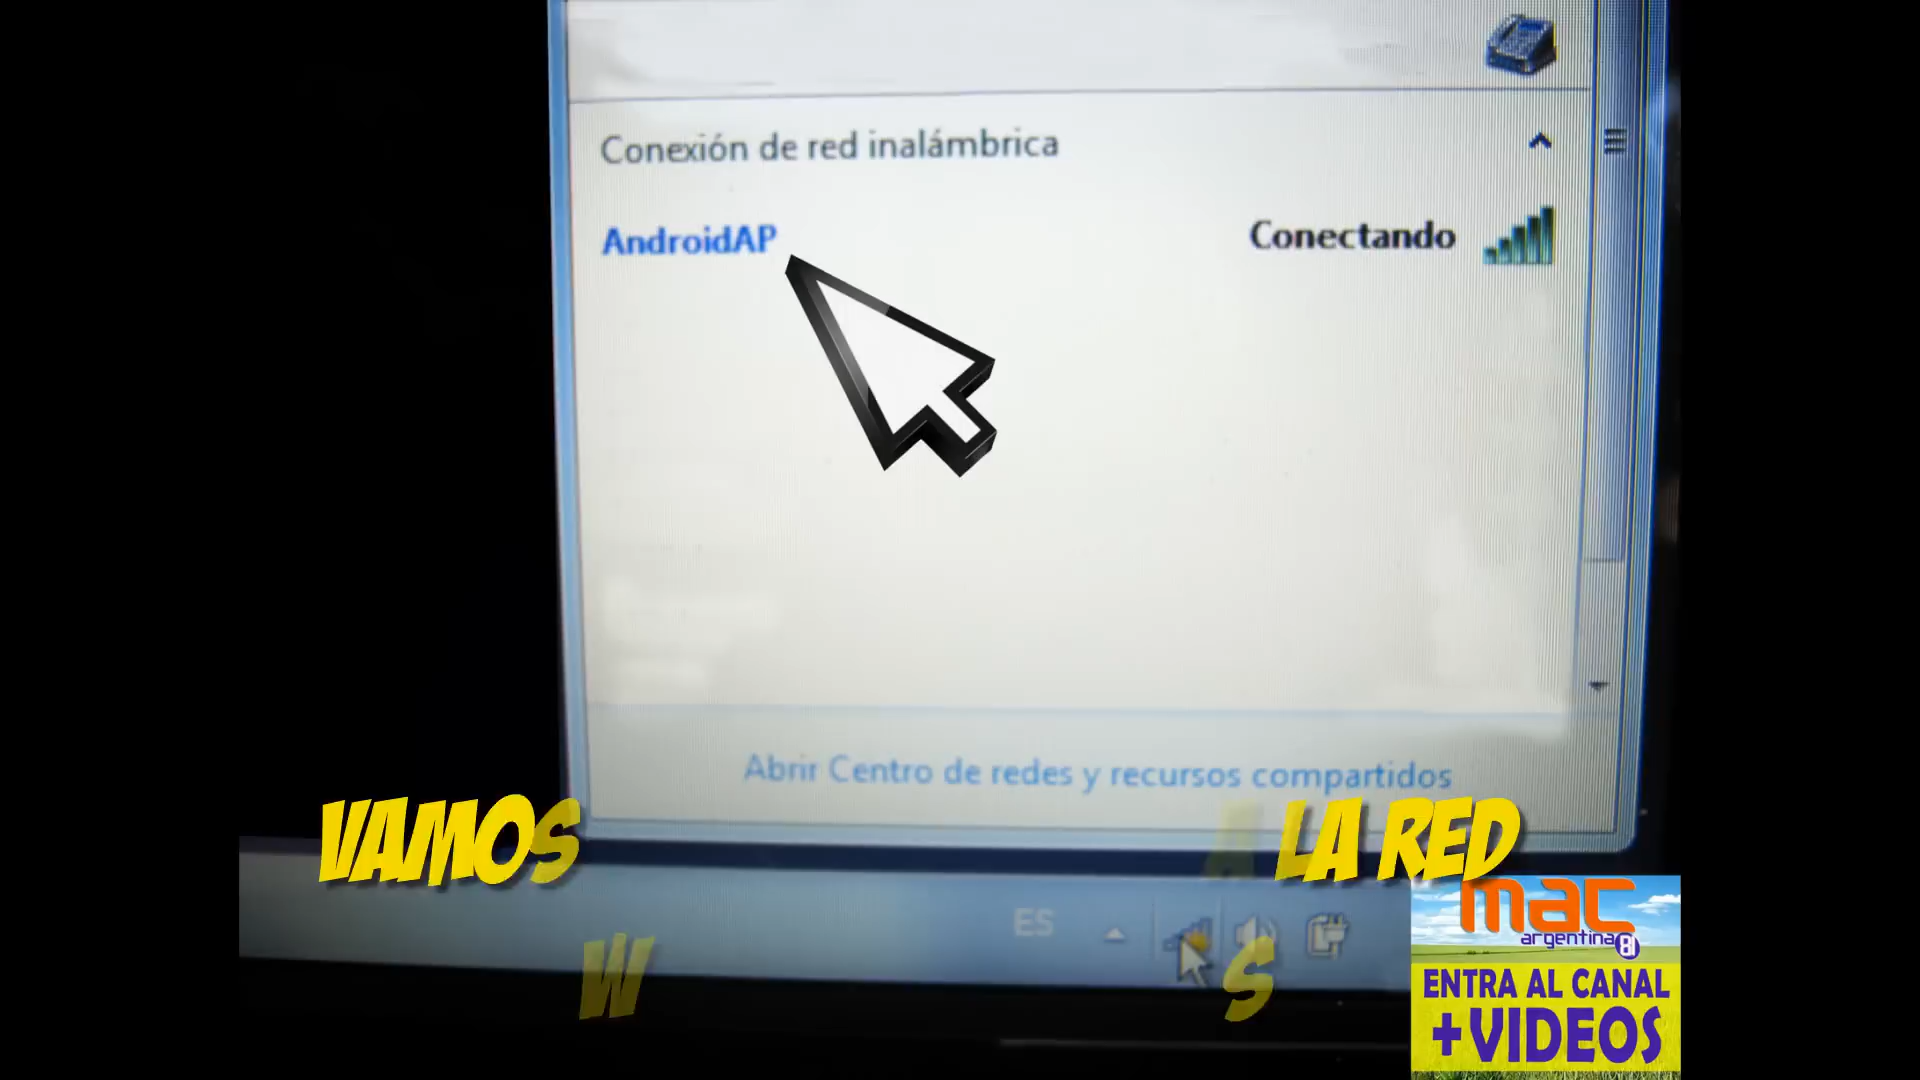 Conexión de red inalámbrica
AndroidAP Conectando
Abrir Centro de redes y recursos compartidos
VAMOS A LA RED
ES
W S
mac
argentina81
ENTRA AL CANAL
+VIDEOS